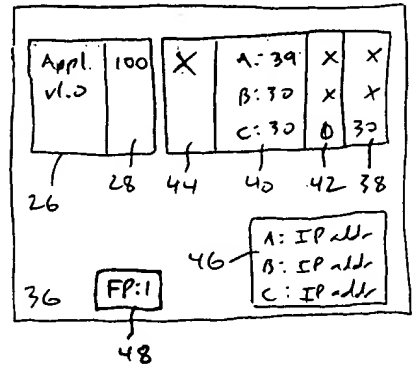 Appl. 100 X A: 39 X X
v1.0 B: 30 X X
C: 30 0 30
26 28 44 40 42 38
46 A: IP addr
B: IP addr
C: IP addr
36 FP:1
48